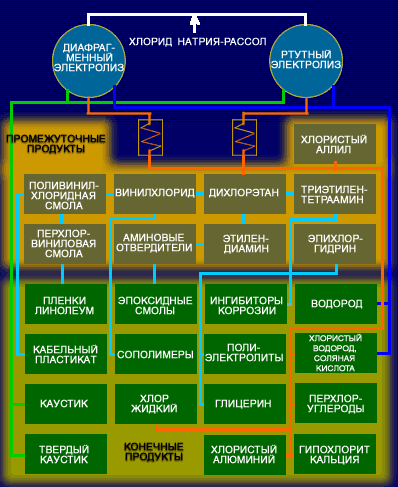 ХЛОРИД НАТРИЯ-РАССОЛ
ДИАФРАГ-
МЕННЫЙ
ЭЛЕКТРОЛИЗ
РТУТНЫЙ
ЭЛЕКТРОЛИЗ
ПРОМЕЖУТОЧНЫЕ
ПРОДУКТЫ
ХЛОРИСТЫЙ
АЛЛИЛ
ПОЛИВИНИЛ-
ХЛОРИДНАЯ
СМОЛА
ВИНИЛХЛОРИД
ДИХЛОРЭТАН
ТРИЭТИЛЕН-
ТЕТРААМИН
ПЕРХЛОР-
ВИНИЛОВАЯ
СМОЛА
АМИНОВЫЕ
ОТВЕРДИТЕЛИ
ЭТИЛЕН-
ДИАМИН
ЭПИХЛОР-
ГИДРИН
ПЛЕНКИ
ЛИНОЛЕУМ
ЭПОКСИДНЫЕ
СМОЛЫ
ИНГИБИТОРЫ
КОРРОЗИИ
ВОДОРОД
КАБЕЛЬНЫЙ
ПЛАСТИКАТ
СОПОЛИМЕРЫ
ПОЛИ-
ЭЛЕКТРОЛИТЫ
ХЛОРИСТЫЙ
ВОДОРОД,
СОЛЯНАЯ
КИСЛОТА
КАУСТИК
ХЛОР
ЖИДКИЙ
ГЛИЦЕРИН
ПЕРХЛОР-
УГЛЕРОДЫ
ТВЕРДЫЙ
КАУСТИК
КОНЕЧНЫЕ
ПРОДУКТЫ
ХЛОРИСТЫЙ
АЛЮМИНИЙ
ГИПОХЛОРИТ
КАЛЬЦИЯ